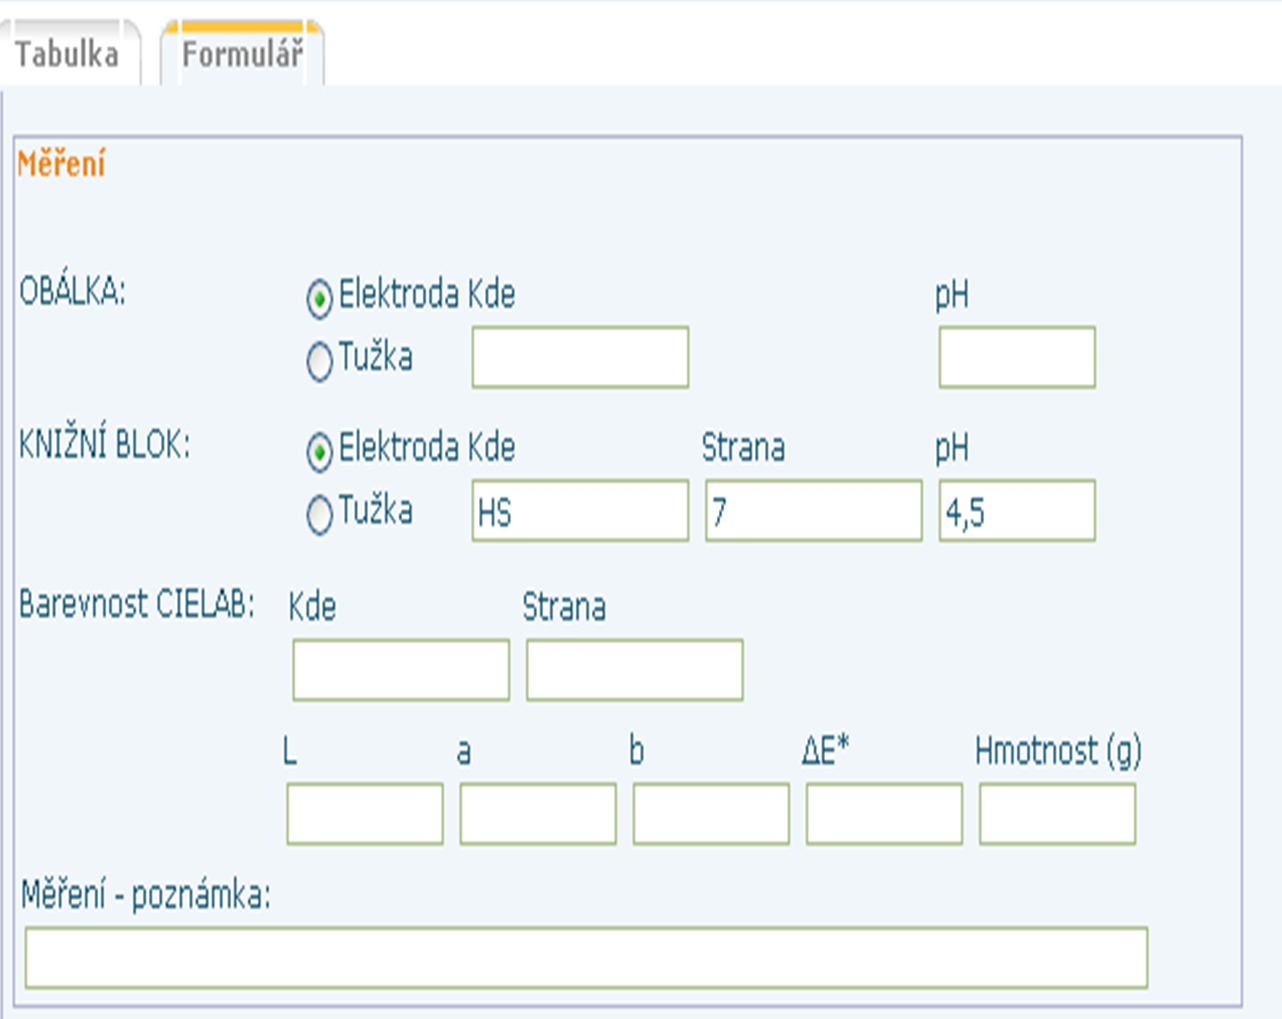 Tabulka Formulář
Měření
OBÁLKA: Elektroda Kde pH
Tužka
KNIŽNÍ BLOK: Elektroda Kde Strana pH
Tužka HS 7 4,5
Barevnost CIELAB: Kde Strana
L a b ΔE* Hmotnost (g)
Měření - poznámka: